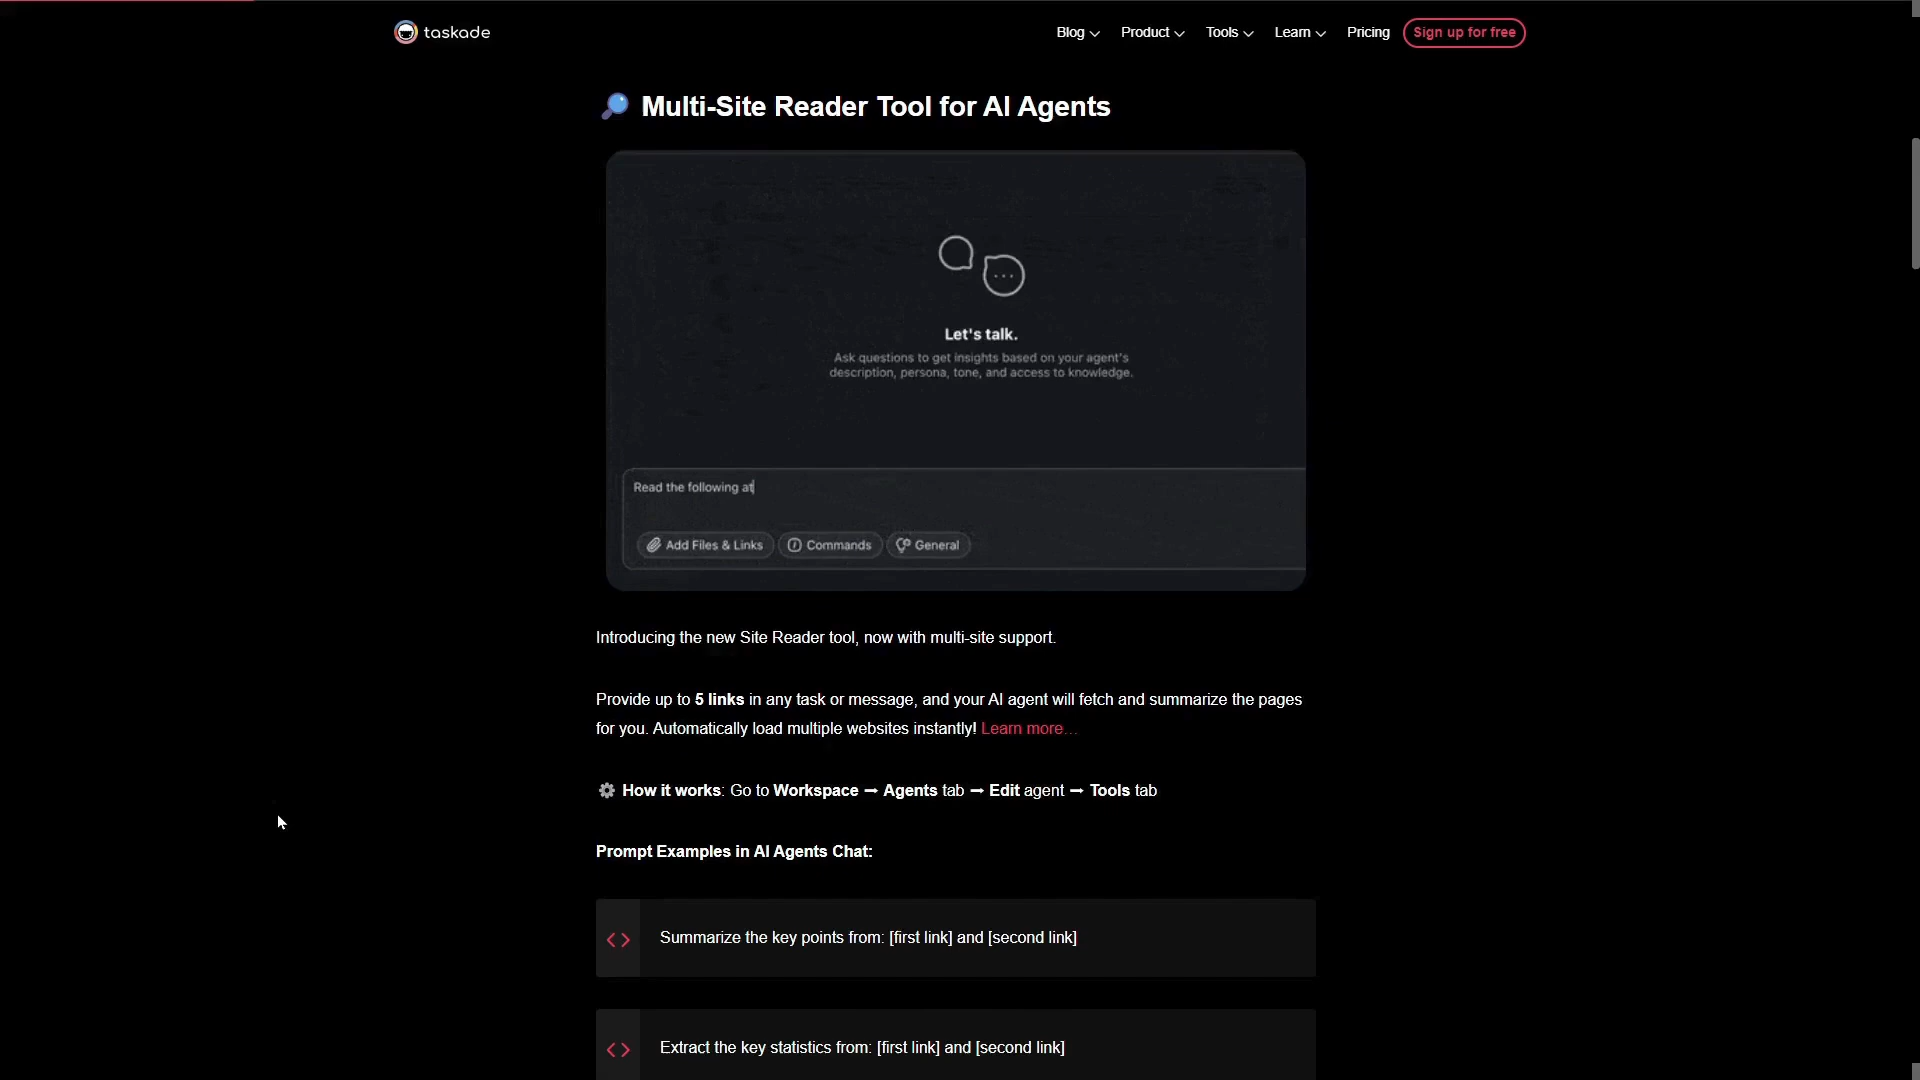 taskade
Blog Product Tools Learn Pricing Sign up for free
Multi-Site Reader Tool for AI Agents
Let's talk.
Ask questions to get insights based on your agent's
description, persona, tone, and access to knowledge.
Read the following at
Add Files & Links Commands General
Introducing the new Site Reader tool, now with multi-site support.
Provide up to 5 links in any task or message, and your AI agent will fetch and summarize the pages
for you. Automatically load multiple websites instantly! Learn more…
How it works: Go to Workspace ➞ Agents tab ➞ Edit agent ➞ Tools tab
Prompt Examples in AI Agents Chat:
Summarize the key points from: [first link] and [second link]
Extract the key statistics from: [first link] and [second link]